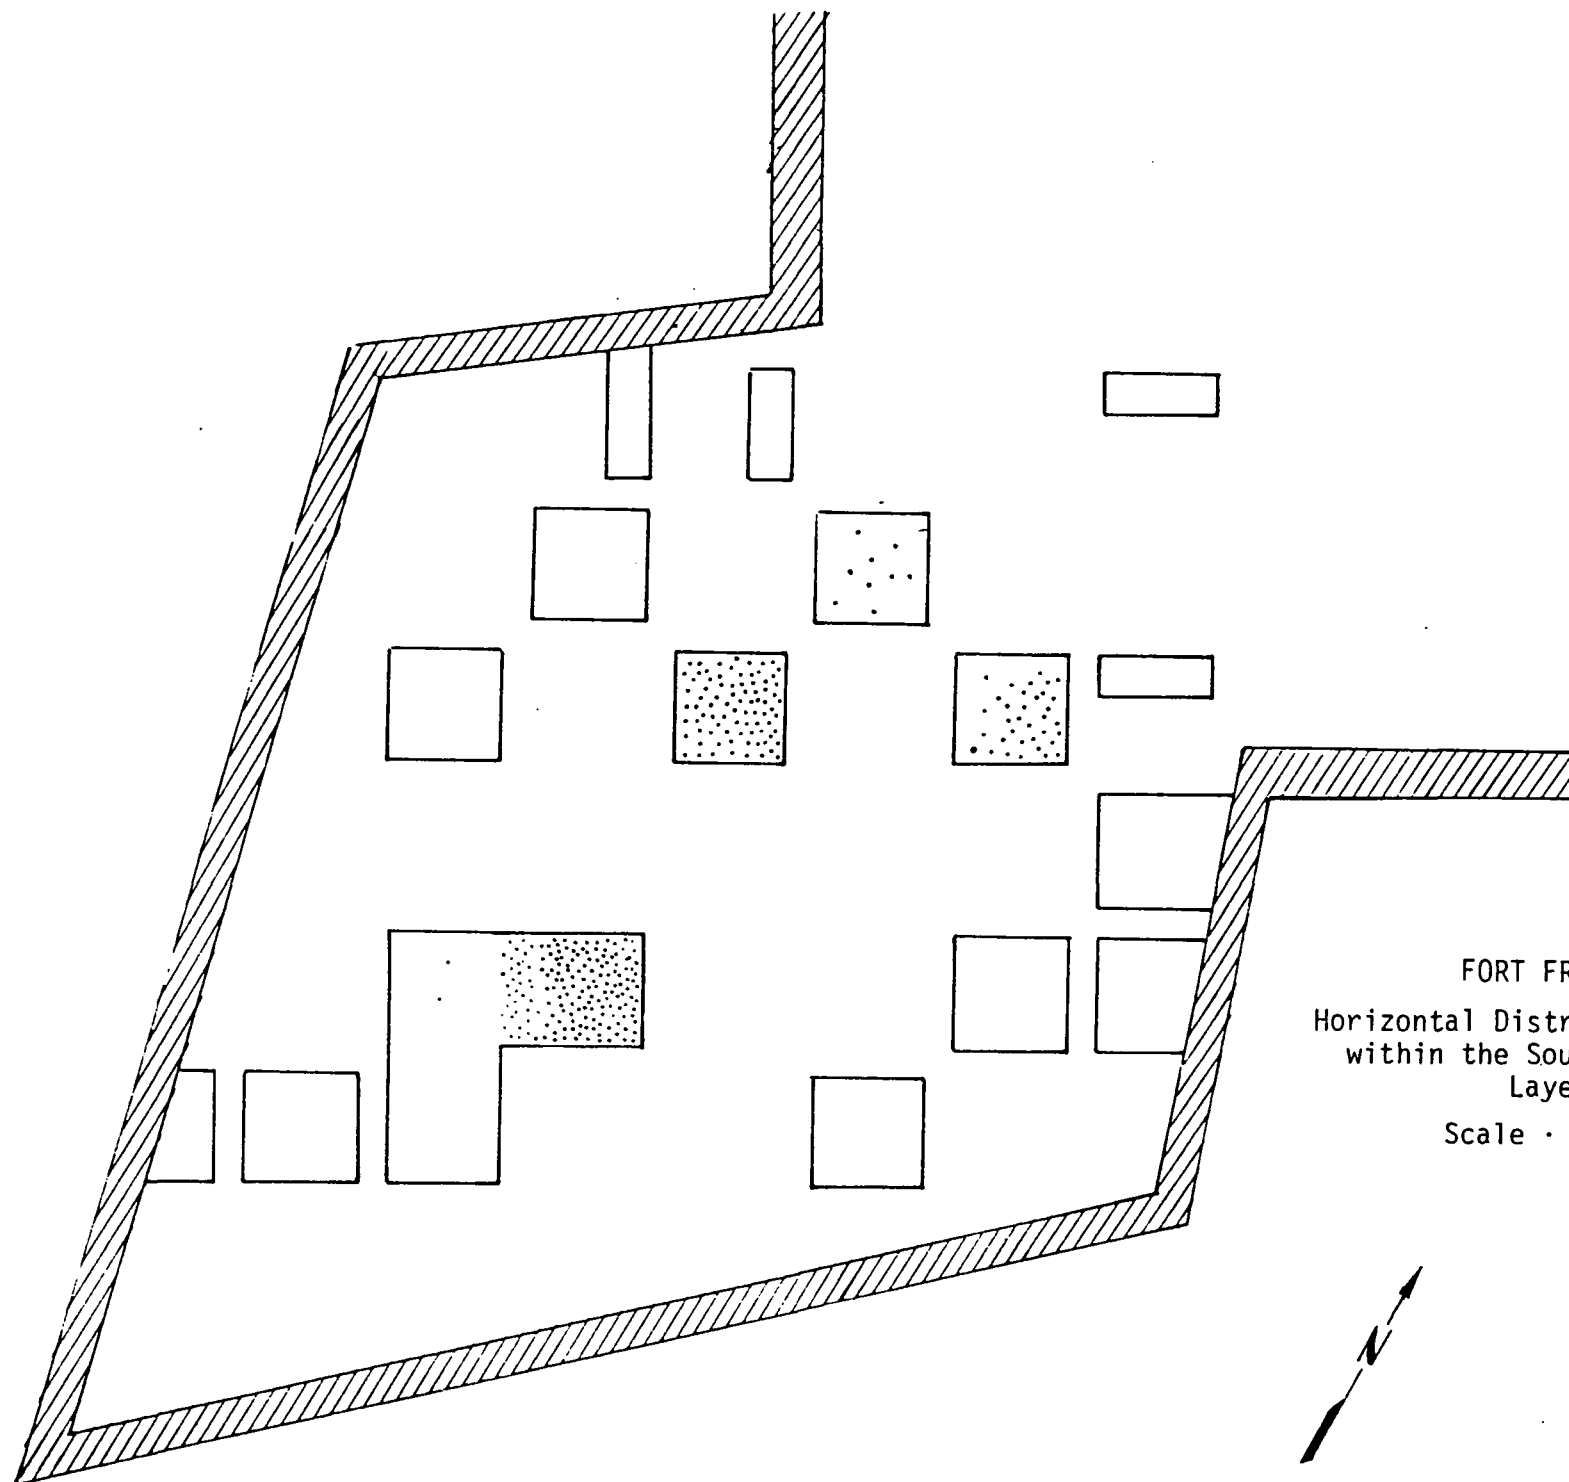 FORT FR
Horizontal Distr
within the Sou
Laye
Scale ·
N